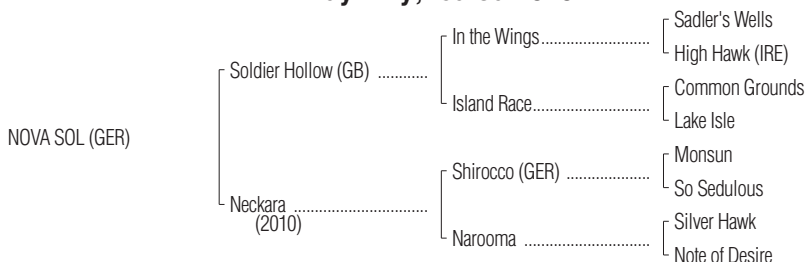 Sadler's Wells
In the Wings..........................
High Hawk (IRE)
Soldier Hollow (GB) ............
Common Grounds
Island Race............................
Lake Isle
NOVA SOL (GER)
Monsun
Shirocco (GER) ....................
So Sedulous
Neckara ................................
(2010)
Silver Hawk
Narooma ..............................
Note of Desire